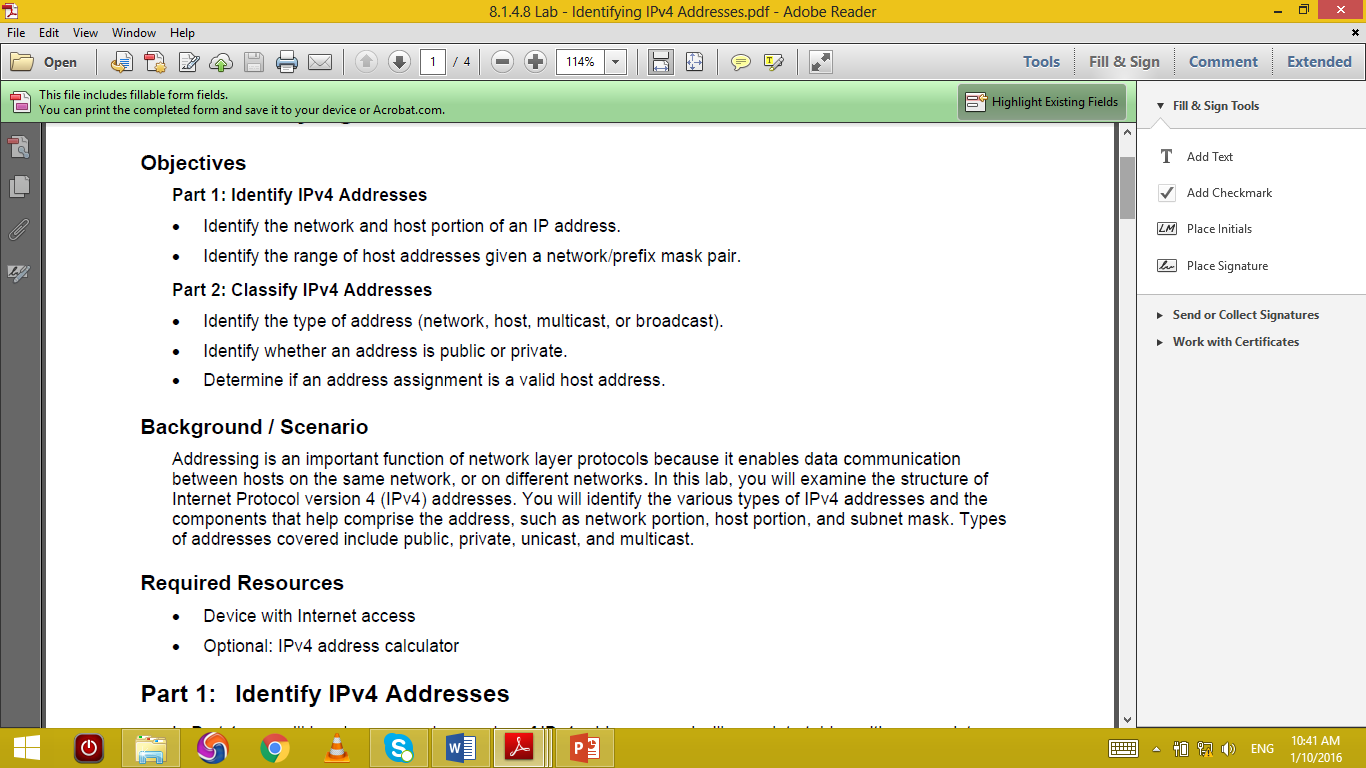 8.1.4.8 Lab - Identifying IPv4 Addresses.pdf - Adobe Reader
File Edit View Window Help
Open 1 / 4 114% Tools Fill & Sign Comment Extended
This file includes fillable form fields.
You can print the completed form and save it to your device or Acrobat.com.
Highlight Existing Fields
Fill & Sign Tools
Add Text
Add Checkmark
Place Initials
Place Signature
Send or Collect Signatures
Work with Certificates
Objectives
Part 1: Identify IPv4 Addresses
• Identify the network and host portion of an IP address.
• Identify the range of host addresses given a network/prefix mask pair.
Part 2: Classify IPv4 Addresses
• Identify the type of address (network, host, multicast, or broadcast).
• Identify whether an address is public or private.
• Determine if an address assignment is a valid host address.
Background / Scenario
Addressing is an important function of network layer protocols because it enables data communication
between hosts on the same network, or on different networks. In this lab, you will examine the structure of
Internet Protocol version 4 (IPv4) addresses. You will identify the various types of IPv4 addresses and the
components that help comprise the address, such as network portion, host portion, and subnet mask. Types
of addresses covered include public, private, unicast, and multicast.
Required Resources
• Device with Internet access
• Optional: IPv4 address calculator
Part 1: Identify IPv4 Addresses
ENG
10:41 AM
1/10/2016